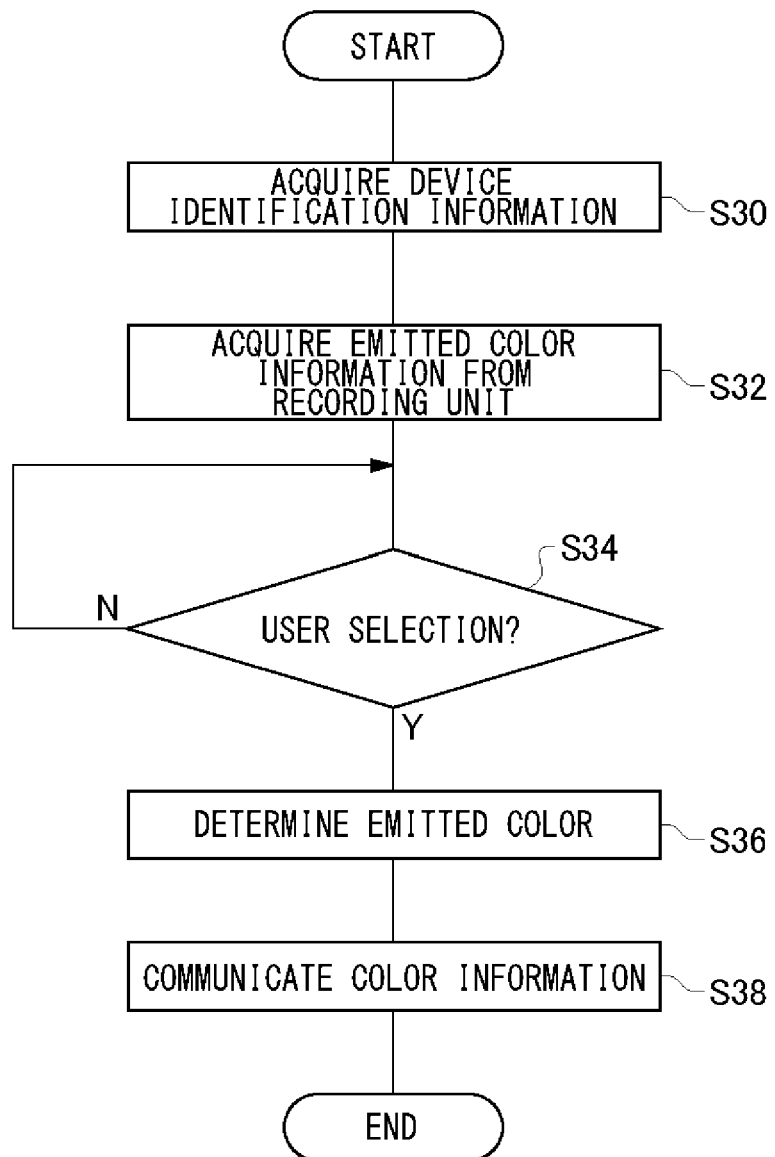 START
ACQUIRE DEVICE
IDENTIFICATION INFORMATION
S30
ACQUIRE EMITTED COLOR
INFORMATION FROM
RECORDING UNIT
S32
S34
N
USER SELECTION?
Y
DETERMINE EMITTED COLOR
S36
COMMUNICATE COLOR INFORMATION
S38
END